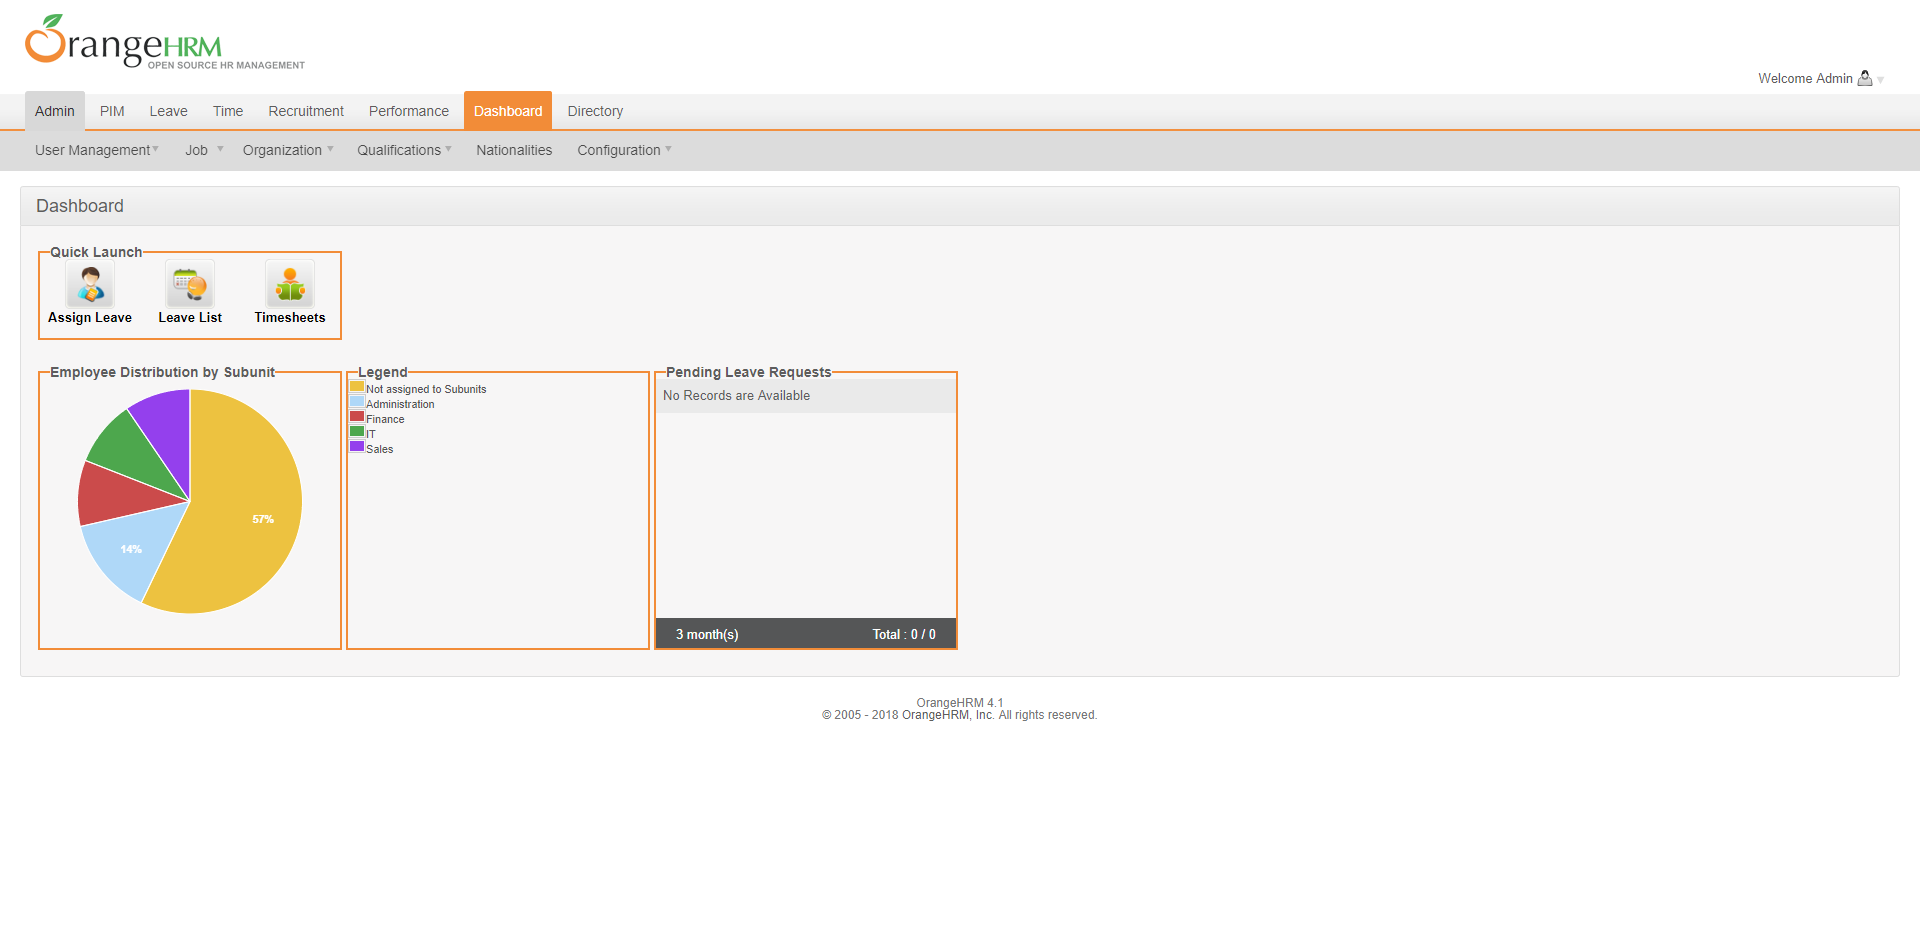 OrangeHRM
OPEN SOURCE HR MANAGEMENT
Welcome Admin
Admin PIM Leave Time Recruitment Performance Dashboard Directory
User Management Job Organization Qualifications Nationalities Configuration
Dashboard
Quick Launch
Assign Leave Leave List Timesheets
Employee Distribution by Subunit
57%
14%
Legend
Not assigned to Subunits
Administration
Finance
IT
Sales
Pending Leave Requests
No Records are Available
3 month(s) Total : 0 / 0
OrangeHRM 4.1
© 2005 - 2018 OrangeHRM, Inc. All rights reserved.